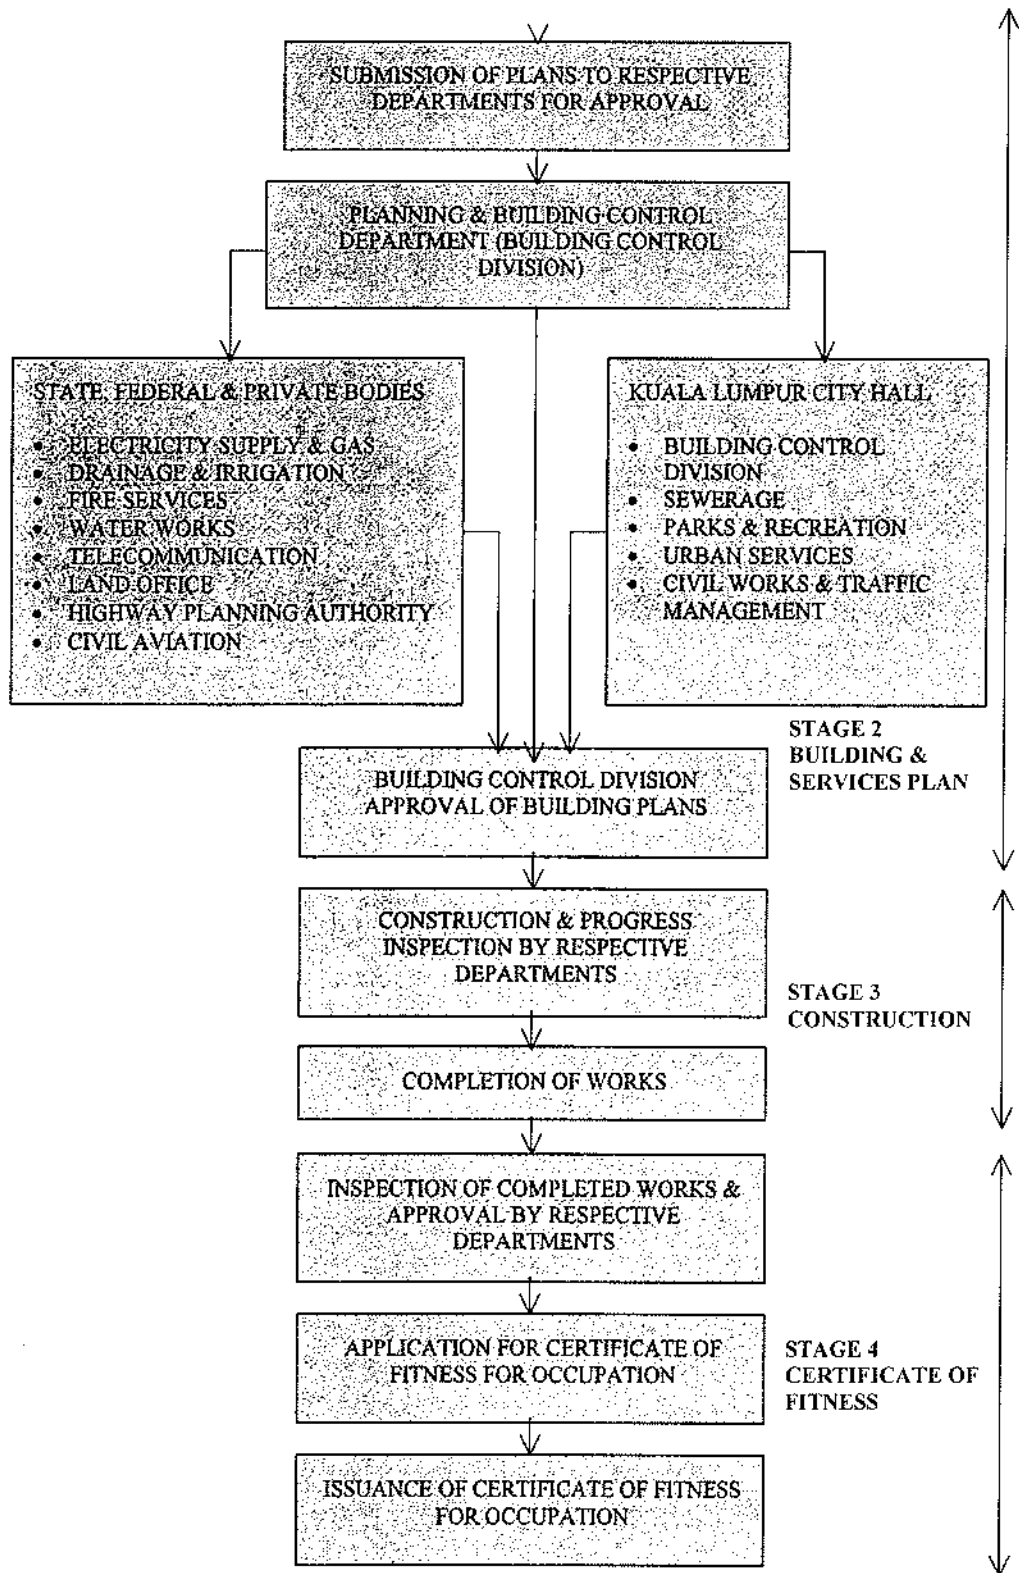 SUBMISSION OF PLANS TO RESPECTIVE
DEPARTMENTS FOR APPROVAL
PLANNING & BUILDING CONTROL
DEPARTMENT (BUILDING CONTROL
DIVISION)
STATE, FEDERAL & PRIVATE BODIES
• ELECTRICITY SUPPLY & GAS
• DRAINAGE & IRRIGATION
• FIRE SERVICES
• WATER WORKS
• TELECOMMUNICATION
• LAND OFFICE
• HIGHWAY PLANNING AUTHORITY
• CIVIL AVIATION
KUALA LUMPUR CITY HALL
• BUILDING CONTROL
DIVISION
• SEWERAGE
• PARKS & RECREATION
• URBAN SERVICES
• CIVIL WORKS & TRAFFIC
MANAGEMENT
STAGE 2
BUILDING &
SERVICES PLAN
BUILDING CONTROL DIVISION
APPROVAL OF BUILDING PLANS
CONSTRUCTION & PROGRESS
INSPECTION BY RESPECTIVE
DEPARTMENTS
STAGE 3
CONSTRUCTION
COMPLETION OF WORKS
INSPECTION OF COMPLETED WORKS &
APPROVAL BY RESPECTIVE
DEPARTMENTS
APPLICATION FOR CERTIFICATE OF
FITNESS FOR OCCUPATION
STAGE 4
CERTIFICATE OF
FITNESS
ISSUANCE OF CERTIFICATE OF FITNESS
FOR OCCUPATION